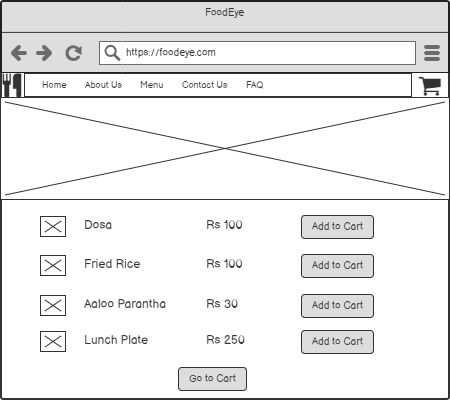 FoodEye
https://foodeye.com
Home About Us Menu Contact Us FAQ
Dosa Rs 100 Add to Cart
Fried Rice Rs 100 Add to Cart
Aaloo Parantha Rs 30 Add to Cart
Lunch Plate Rs 250 Add to Cart
Go to Cart